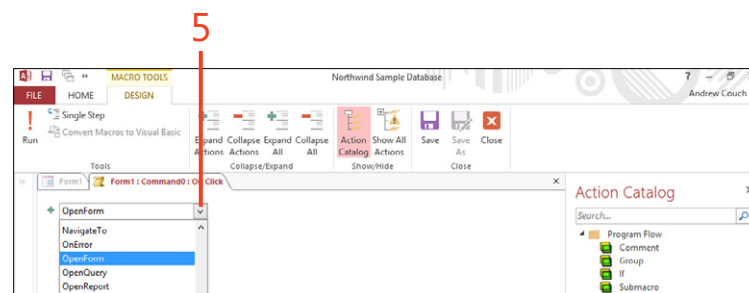 5
MACRO TOOLS
Northwind Sample Database
?
FILE HOME DESIGN
Andrew Couch
Run
Single Step
Convert Macros to Visual Basic
Tools
Expand Actions
Collapse Actions
Expand All
Collapse All
Collapse/Expand
Action Catalog
Show All Actions
Show/Hide
Save
Save As
Close
Close
Form1
Form1 : Command0 : On Click
OpenForm
NavigateTo
OnError
OpenForm
OpenQuery
OpenReport
Action Catalog
Search...
Program Flow
Comment
Group
If
Submacro